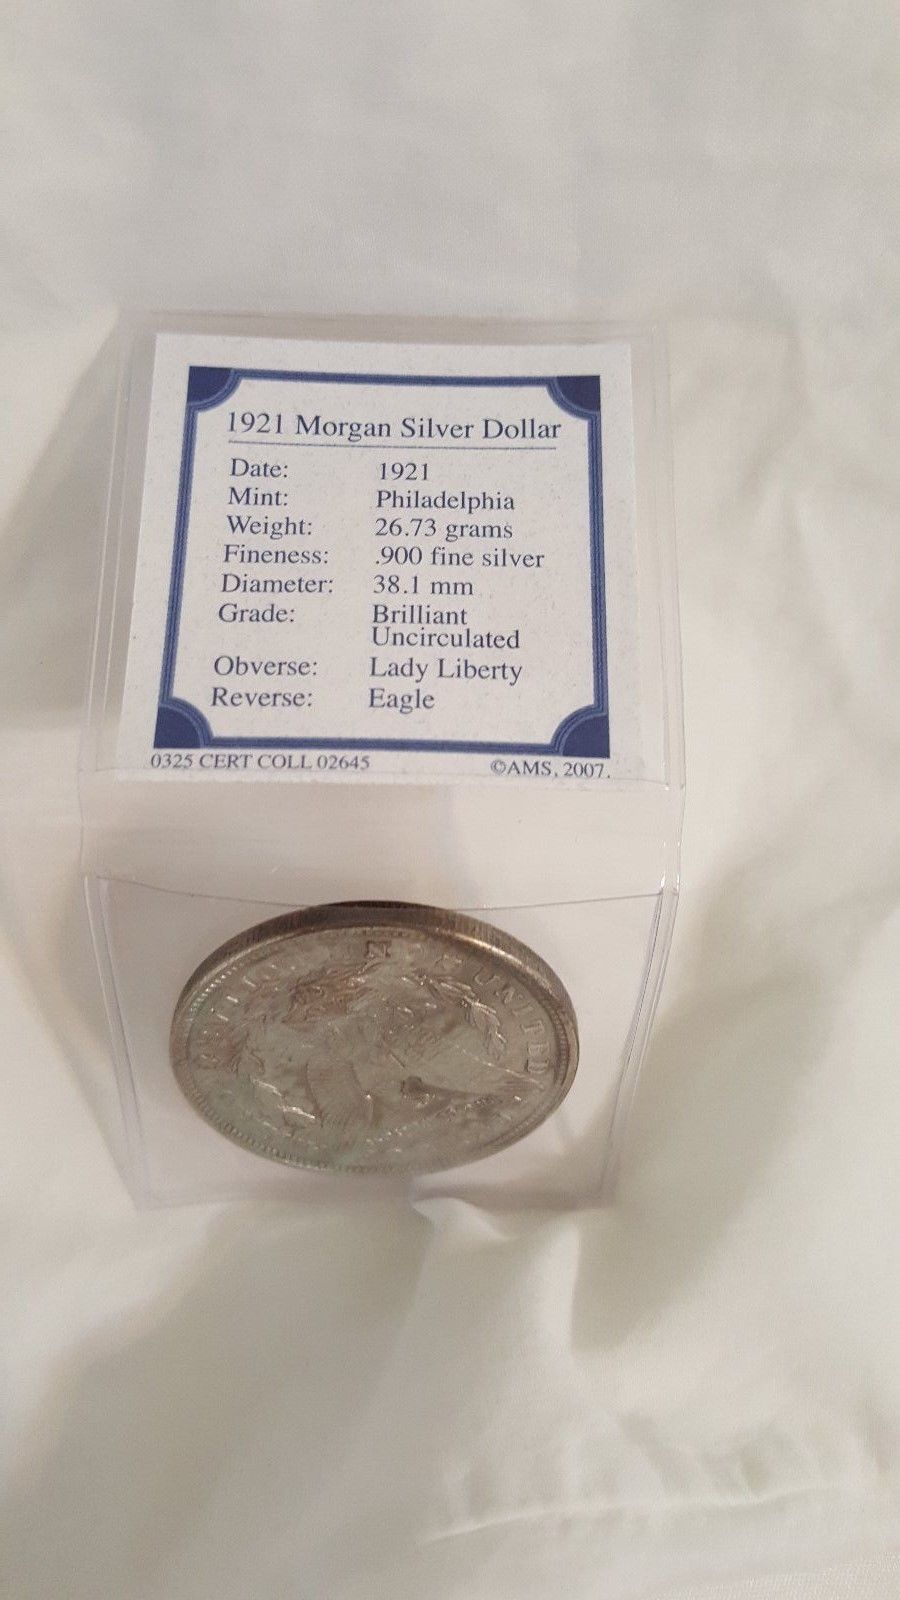 1921 Morgan Silver Dollar
Date: 1921
Mint: Philadelphia
Weight: 26.73 grams
Fineness: .900 fine silver
Diameter: 38.1 mm
Grade: Brilliant
Uncirculated
Obverse: Lady Liberty
Reverse: Eagle
0325 CERT COLL 02645 ©AMS, 2007.
UNITED